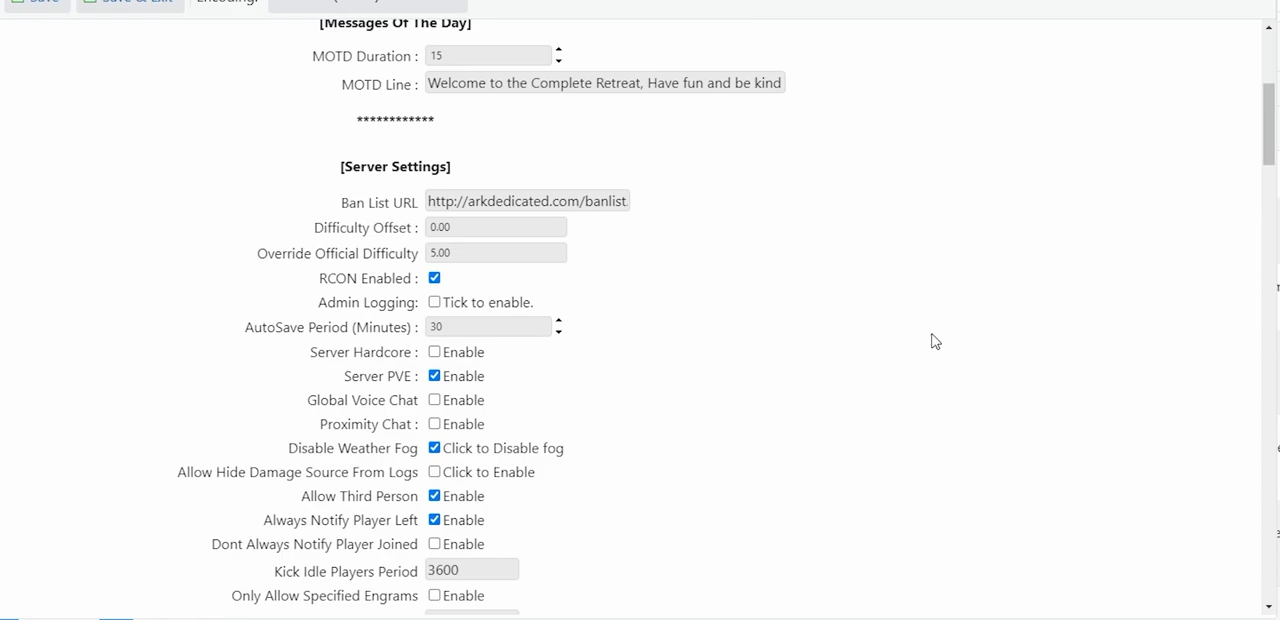 Save Save & Exit Encoding:
[Messages Of The Day]
MOTD Duration : 15
MOTD Line : Welcome to the Complete Retreat, Have fun and be kind
************
[Server Settings]
Ban List URL http://arkdedicated.com/banlist.
Difficulty Offset : 0.00
Override Official Difficulty 5.00
RCON Enabled :
Admin Logging: Tick to enable.
AutoSave Period (Minutes) : 30
Server Hardcore : Enable
Server PVE : Enable
Global Voice Chat Enable
Proximity Chat : Enable
Disable Weather Fog Click to Disable fog
Allow Hide Damage Source From Logs Click to Enable
Allow Third Person Enable
Always Notify Player Left Enable
Dont Always Notify Player Joined Enable
Kick Idle Players Period 3600
Only Allow Specified Engrams Enable